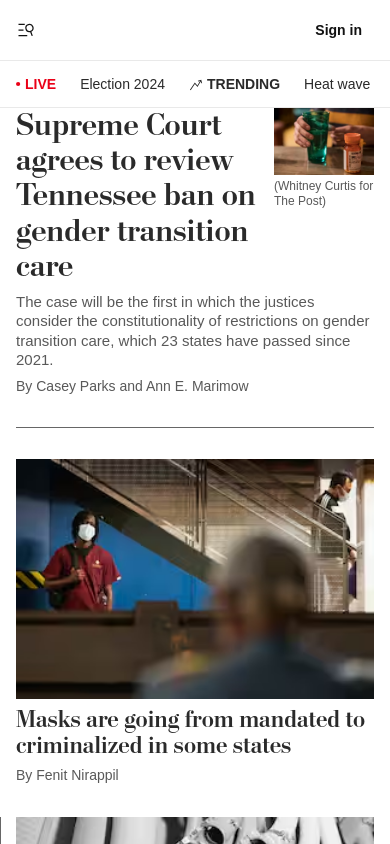 Sign in
LIVE Election 2024 TRENDING Heat wave
Supreme Court
agrees to review
Tennessee ban on
gender transition
care
(Whitney Curtis for
The Post)
The case will be the first in which the justices
consider the constitutionality of restrictions on gender
transition care, which 23 states have passed since
2021.
By Casey Parks and Ann E. Marimow
Masks are going from mandated to
criminalized in some states
By Fenit Nirappil